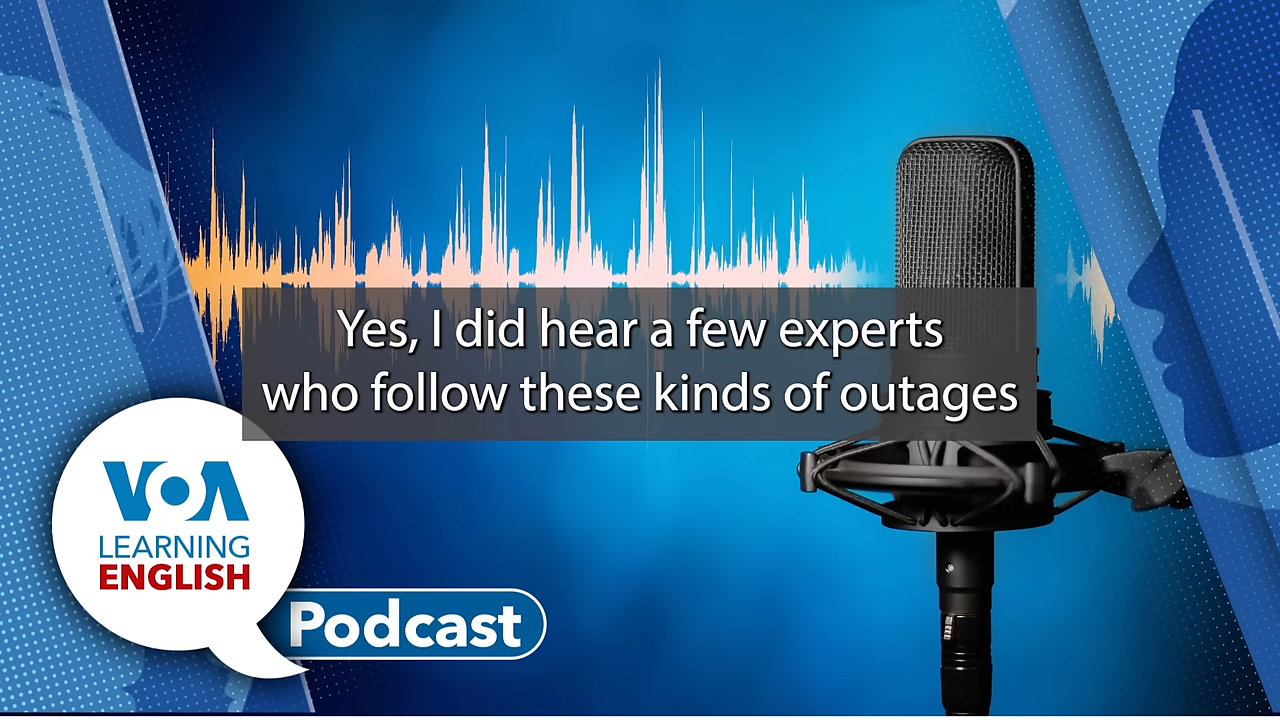 Yes, I did hear a few experts
who follow these kinds of outages
VOA
LEARNING
ENGLISH
Podcast